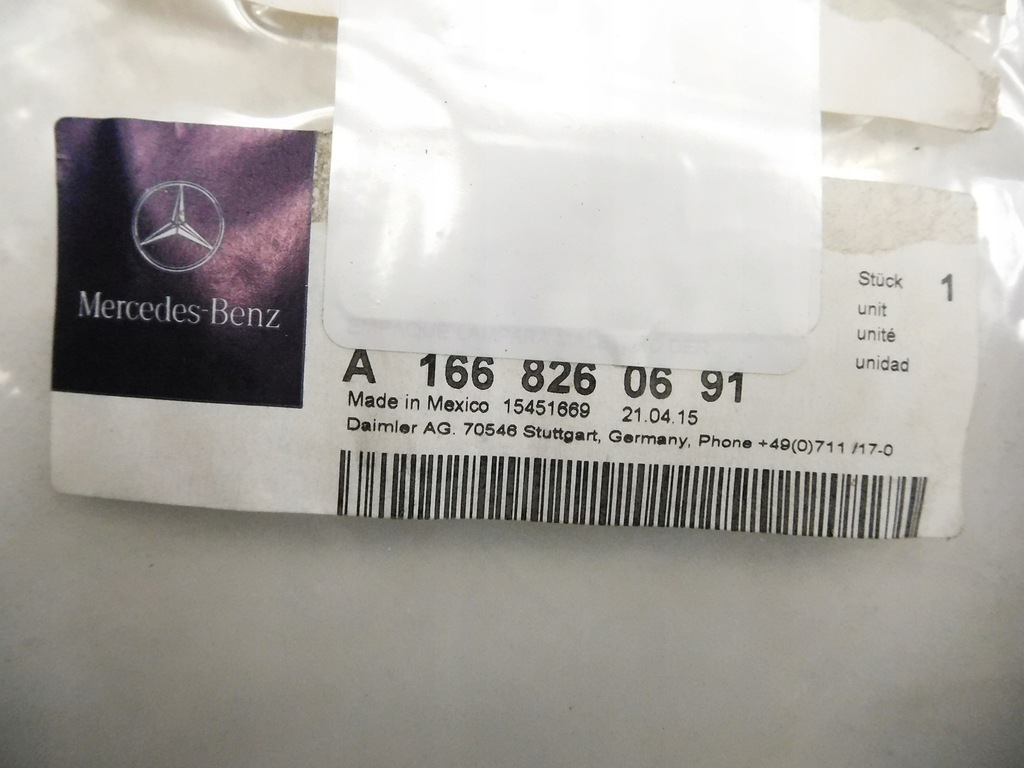 Mercedes-Benz
Stück 1
unit
unité
unidad
A 166 826 06 91
Made in Mexico 15451669 21.04.15
Daimler AG. 70546 Stuttgart, Germany, Phone +49(0)711 /17-0